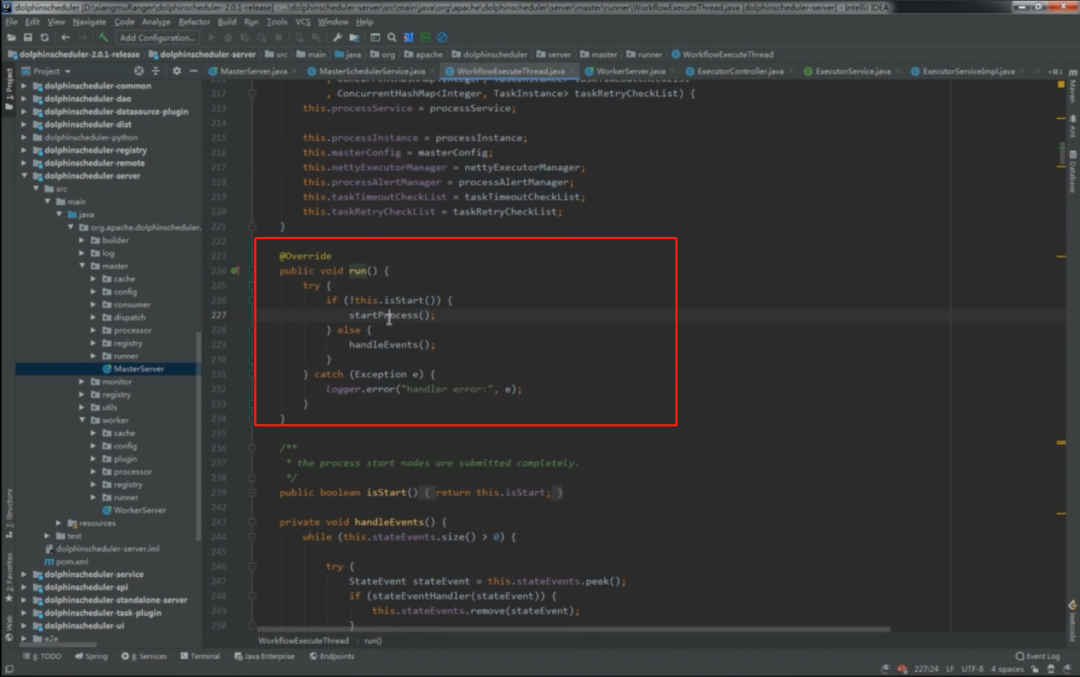 dolphinscheduler [D:\xiangmuRanger\dolphinscheduler-2.0.1-release] - ...\dolphinscheduler-server\src\main\java\org\apache\dolphinscheduler\server\master\runner\WorkflowExecuteThread.java [dolphinscheduler-server] - IntelliJ IDEA
File Edit View Navigate Code Analyze Refactor Build Run Tools VCS Window Help
Add Configuration...
dolphinscheduler-2.0.1-release dolphinscheduler-server src main java org apache dolphinscheduler server master runner WorkflowExecuteThread
Project
MasterServer.java MasterSchedulerService.java WorkflowExecuteThread.java WorkerServer.java ExecutorController.java ExecutorService.java ExecutorServiceImpl.java
dolphinscheduler-common
dolphinscheduler-dao
dolphinscheduler-datasource-plugin
dolphinscheduler-dist
dolphinscheduler-python
dolphinscheduler-registry
dolphinscheduler-remote
dolphinscheduler-server
src
main
java
org.apache.dolphinscheduler.
builder
log
master
cache
config
consumer
dispatch
processor
registry
runner
MasterServer
monitor
registry
utils
worker
cache
config
plugin
processor
registry
runner
WorkerServer
resources
test
dolphinscheduler-server.iml
pom.xml
dolphinscheduler-service
dolphinscheduler-spi
dolphinscheduler-standalone-server
dolphinscheduler-task-plugin
dolphinscheduler-ui
e2e
212 , ConcurrentHashMap<Integer, TaskInstance> taskRetryCheckList) {
213 this.processService = processService;
214
215 this.processInstance = processInstance;
216 this.masterConfig = masterConfig;
217 this.nettyExecutorManager = nettyExecutorManager;
218 this.processAlertManager = processAlertManager;
219 this.taskTimeoutCheckList = taskTimeoutCheckList;
220 this.taskRetryCheckList = taskRetryCheckList;
221 }
222
223 @Override
224 public void run() {
225 try {
226 if (!this.isStart()) {
227 startProcess();
228 } else {
229 handleEvents();
230 }
231 } catch (Exception e) {
232 logger.error("handler error:", e);
233 }
234 }
235
236 /**
237 * the process start nodes are submitted completely.
238 */
239 public boolean isStart() { return this.isStart; }
242
243 private void handleEvents() {
244 while (this.stateEvents.size() > 0) {
245
246 try {
247 StateEvent stateEvent = this.stateEvents.peek();
248 if (stateEventHandler(stateEvent)) {
249 this.stateEvents.remove(stateEvent);
250 }
WorkflowExecuteThread run()
Project
Structure
Favorites
Web
Maven
Ant
Database
leetcode
6: TODO Spring 8: Services Terminal Java Enterprise Endpoints Event Log
227:24 LF UTF-8 4 spaces